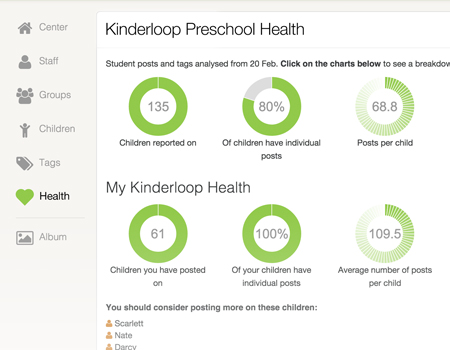 Center
Staff
Groups
Children
Tags
Health
Album
Kinderloop Preschool Health
Student posts and tags analysed from 20 Feb. Click on the charts below to see a breakdow
135
80%
68.8
Children reported on
Of children have individual
posts
Posts per child
My Kinderloop Health
61
100%
109.5
Children you have posted
on
Of your children have
individual posts
Average number of posts
per child
You should consider posting more on these children:
Scarlett
Nate
Darcy